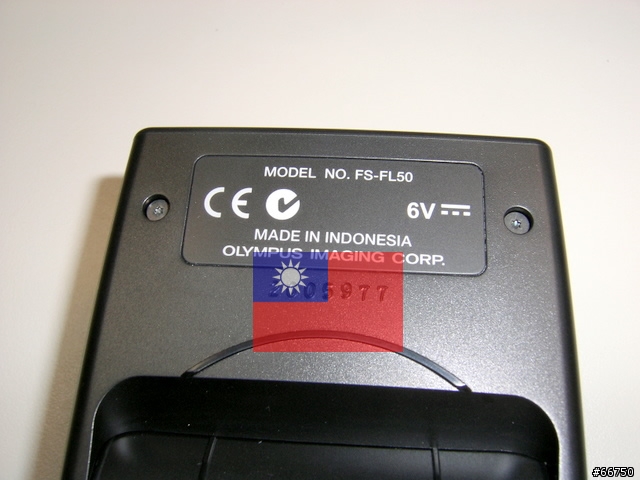 MODEL NO. FS-FL50
CE 6V
MADE IN INDONESIA
OLYMPUS IMAGING CORP.
#66750